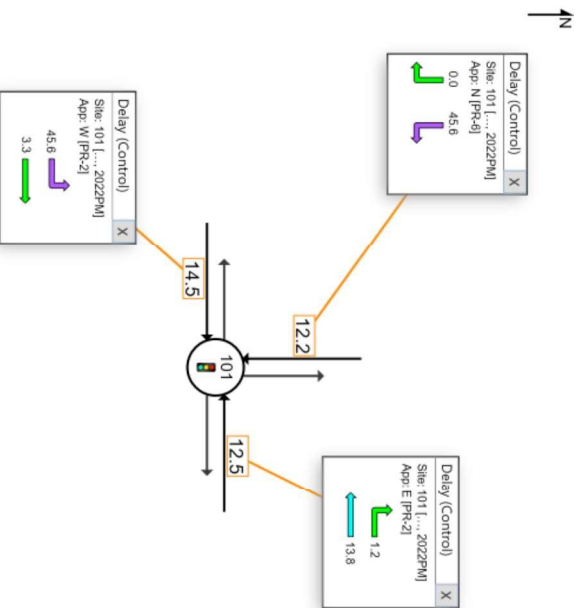 N
Delay (Control) X
Site: 101 [..., 2022PM]
App: N [PR-6]
0.0 45.6
Delay (Control) X
Site: 101 [..., 2022PM]
App: E [PR-2]
1.2
13.8
12.2
12.5
101
14.5
Delay (Control) X
Site: 101 [..., 2022PM]
App: W [PR-2]
45.6
3.3